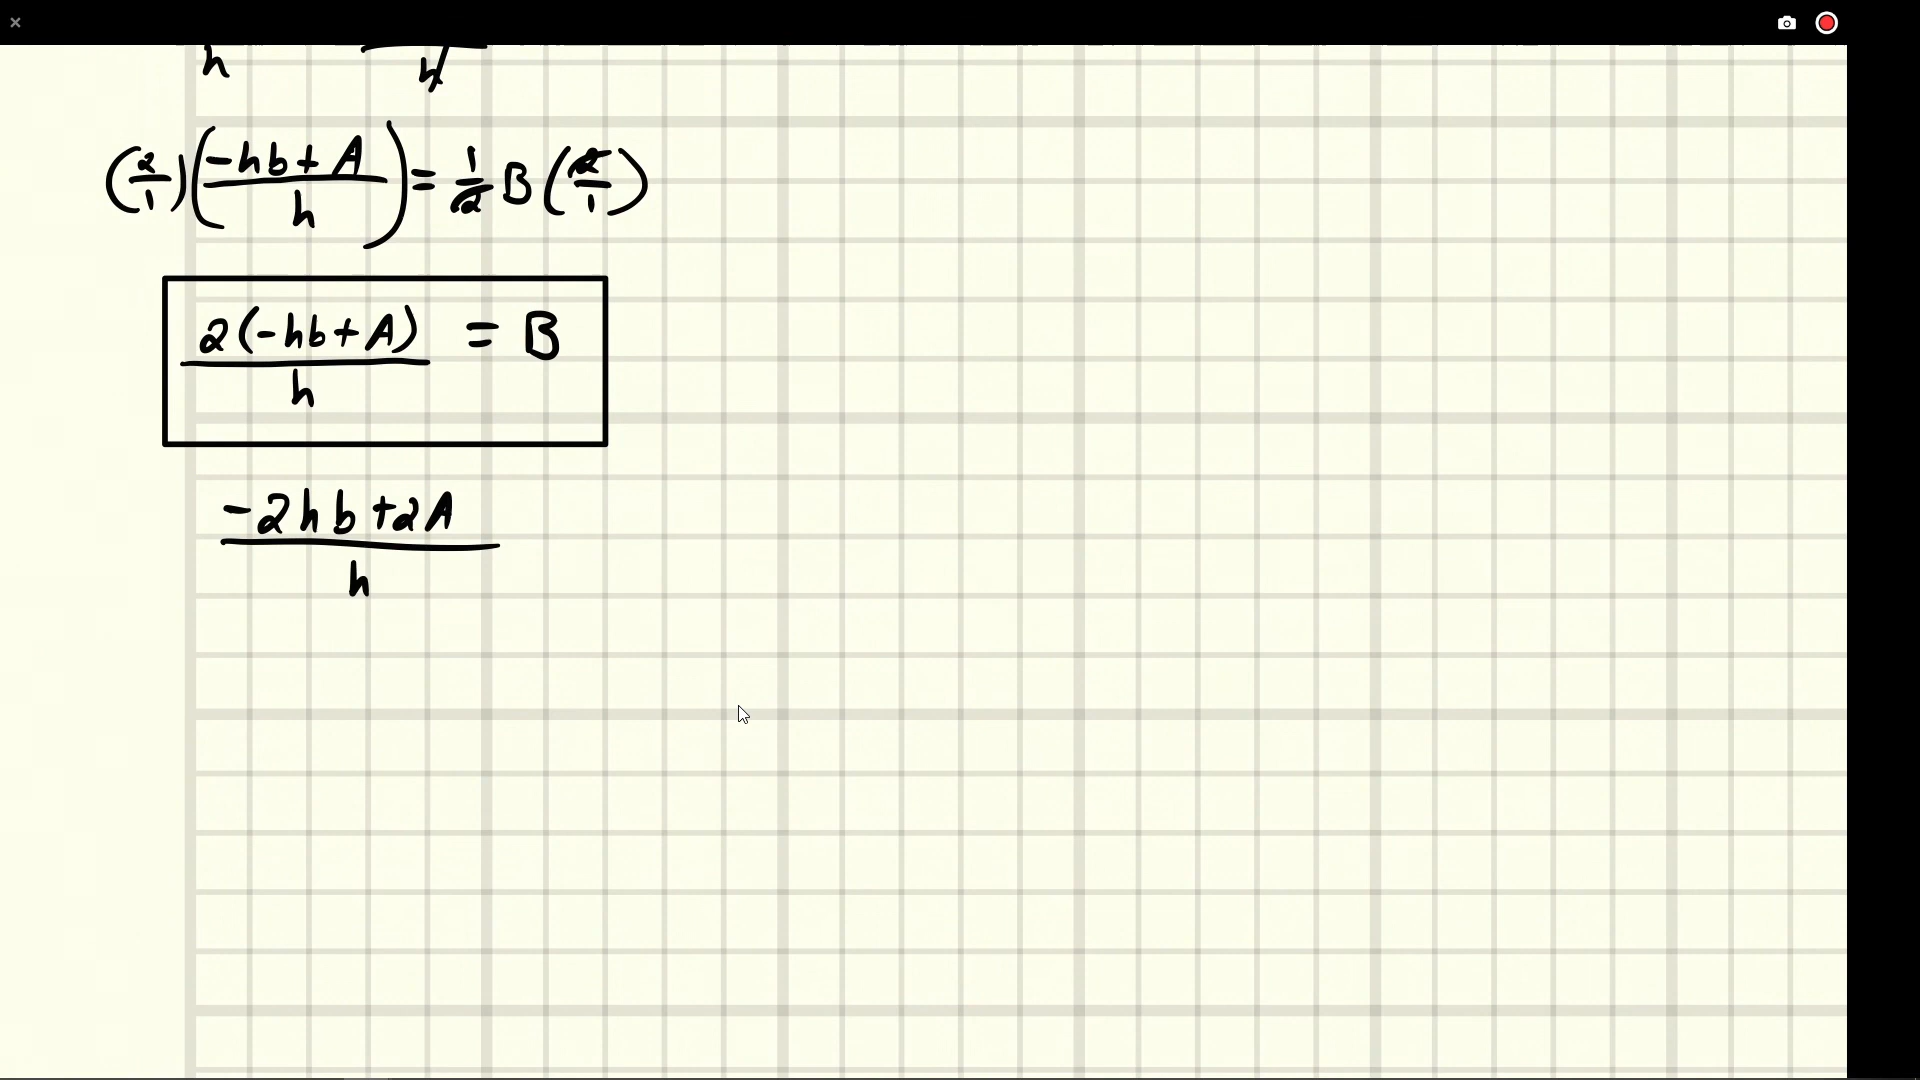 h h
(2/1)((-hb + A)/h) = 1/2 B (2/1)
2(-hb + A)/h = B
(-2hb + 2A)/h